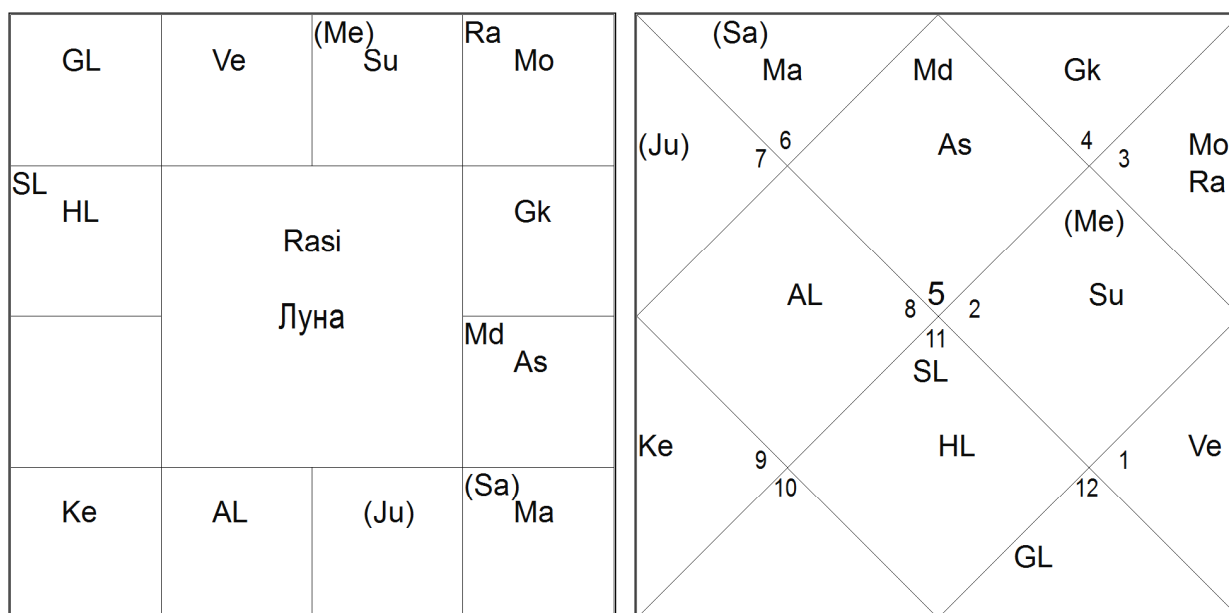 GL
Ve
(Me)
Su
Ra
Mo
SL
HL
Rasi
Луна
Gk
Md
As
Ke
AL
(Ju)
(Sa)
Ma
(Sa)
Ma
Md
Gk
(Ju)
6
7
As
4
3
Mo
Ra
(Me)
AL
8
5
2
Su
11
SL
Ke
9
10
HL
1
12
Ve
GL